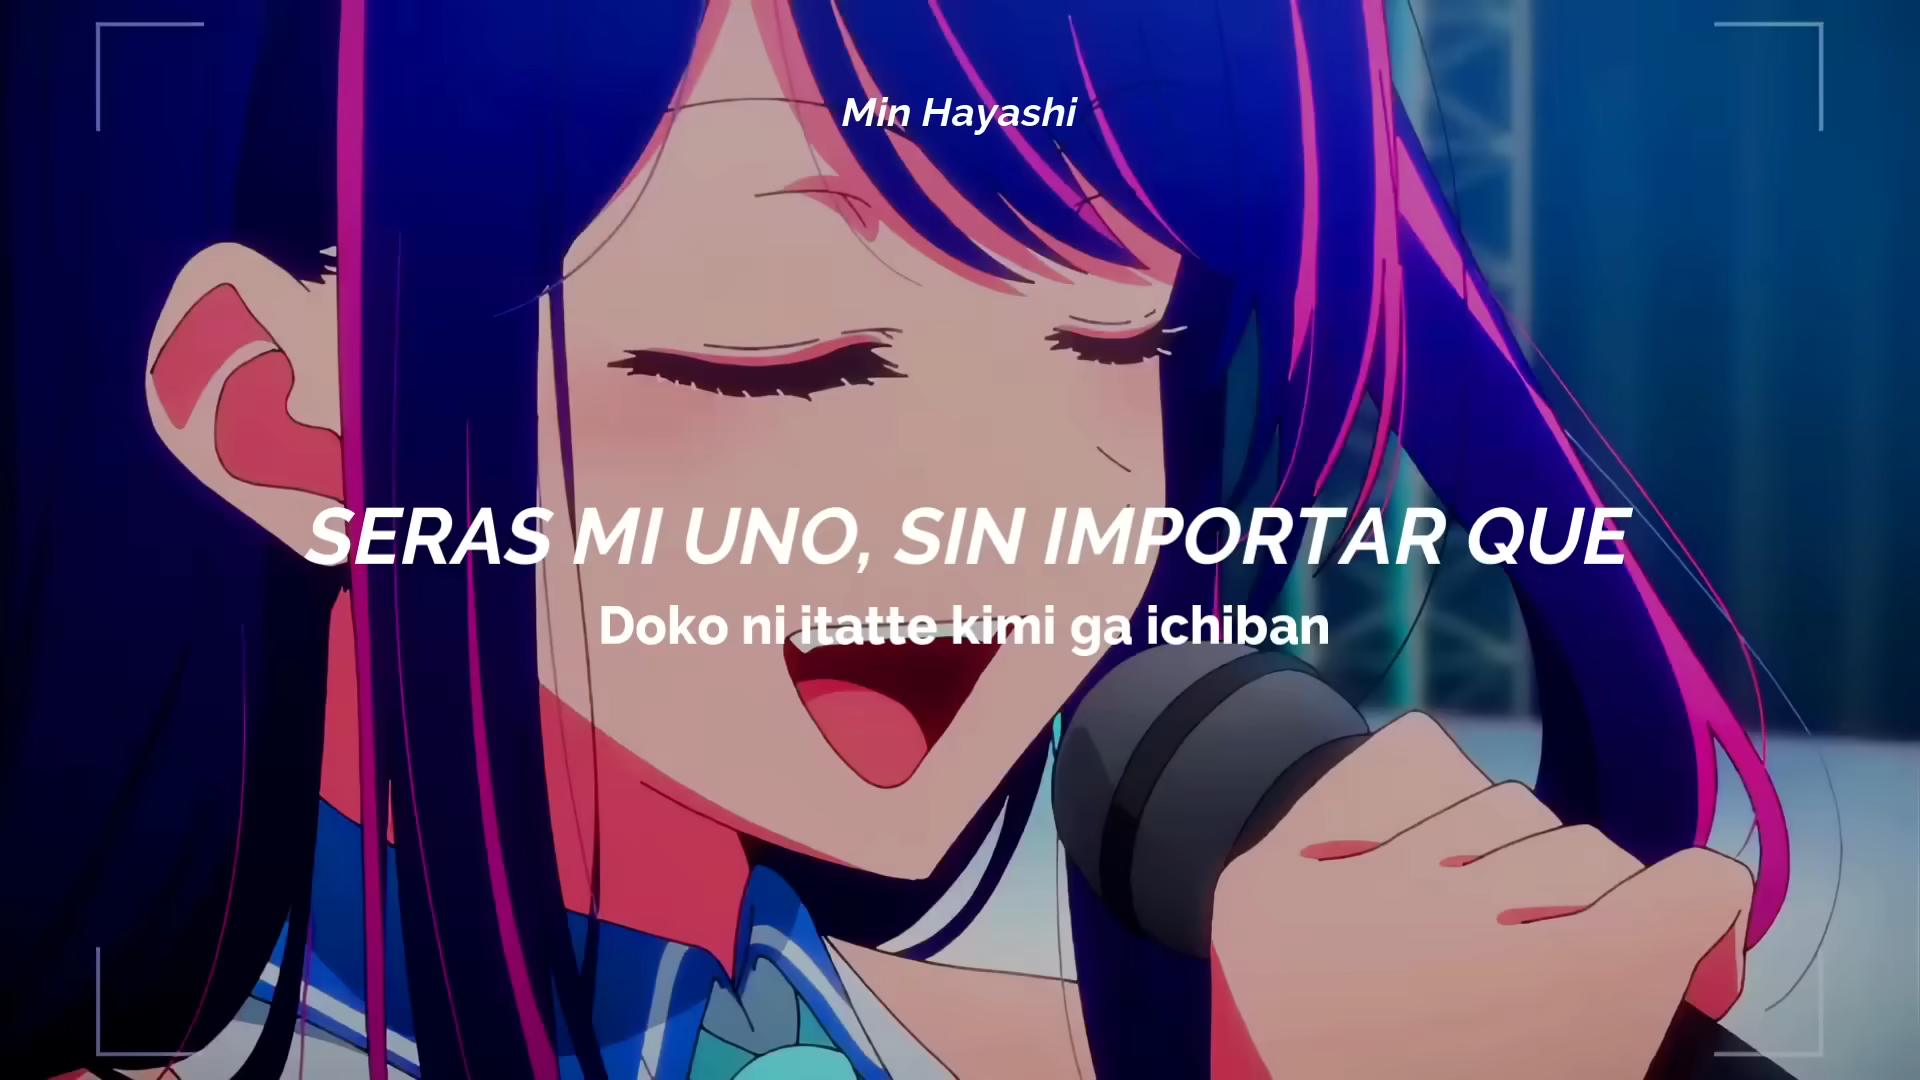 Min Hayashi
SERAS MI UNO, SIN IMPORTAR QUE
Doko ni itatte kimi ga ichiban